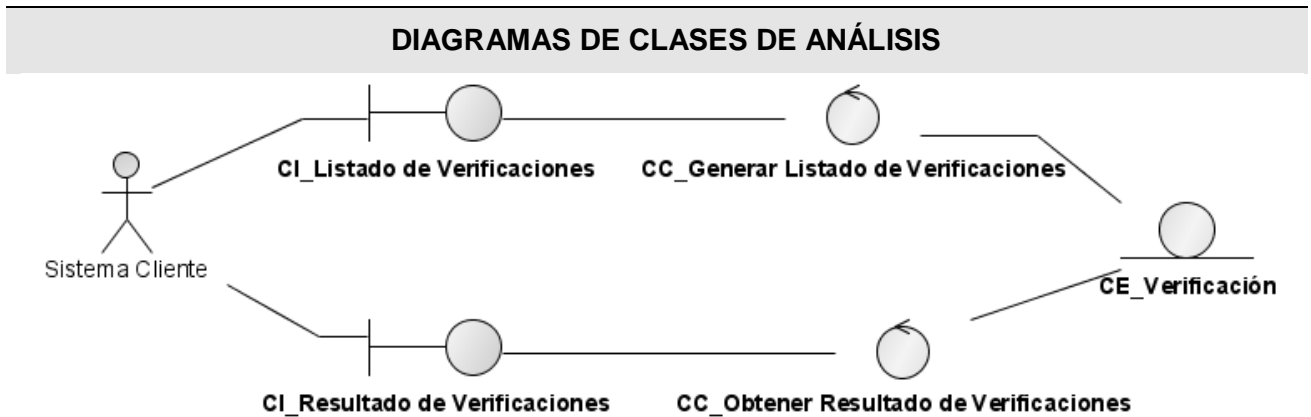 DIAGRAMAS DE CLASES DE ANÁLISIS
CI_Listado de Verificaciones
CC_Generar Listado de Verificaciones
Sistema Cliente
CE_Verificación
CI_Resultado de Verificaciones
CC_Obtener Resultado de Verificaciones